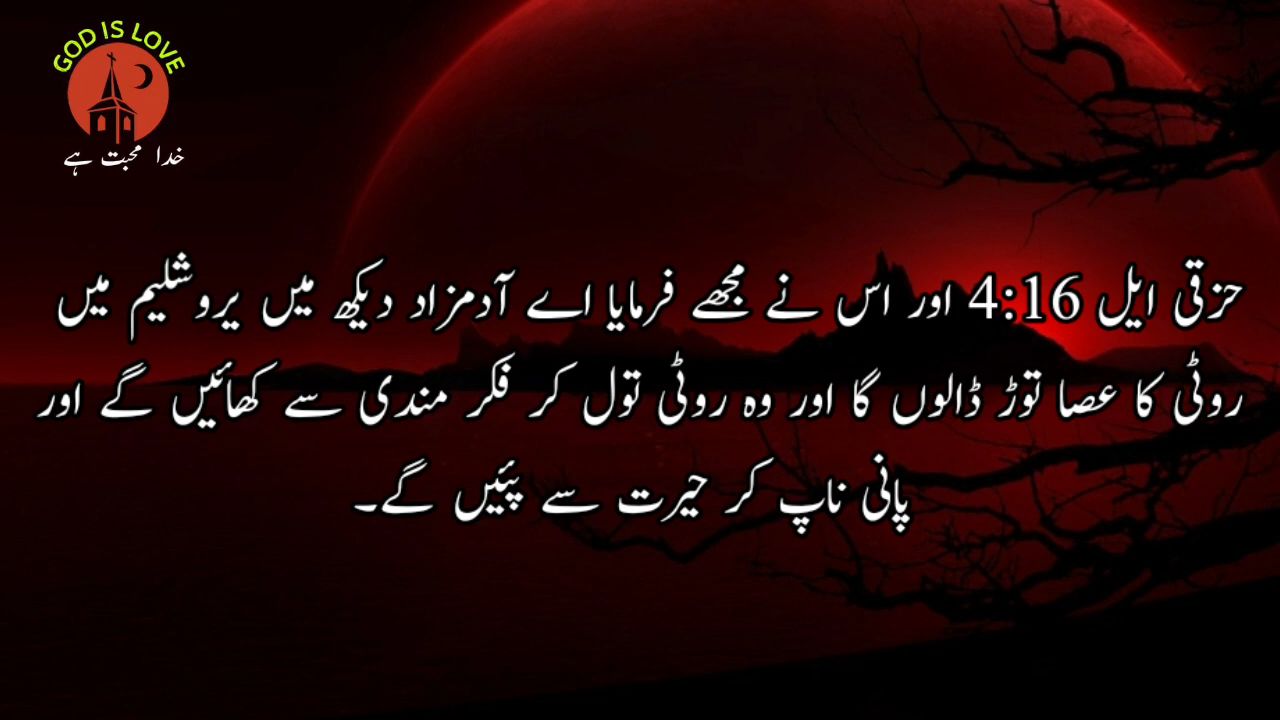 GOD IS LOVE
خدا محبت ہے
حزقی ایل 4:16 اور اس نے مجھے فرمایا اے آدمزاد دیکھ میں یروشلیم میں
روٹی کا عصا توڑ ڈالوں گا اور وہ روٹی تول کر فکر مندی سے کھائیں گے اور
پانی ناپ کر حیرت سے پئیں گے۔